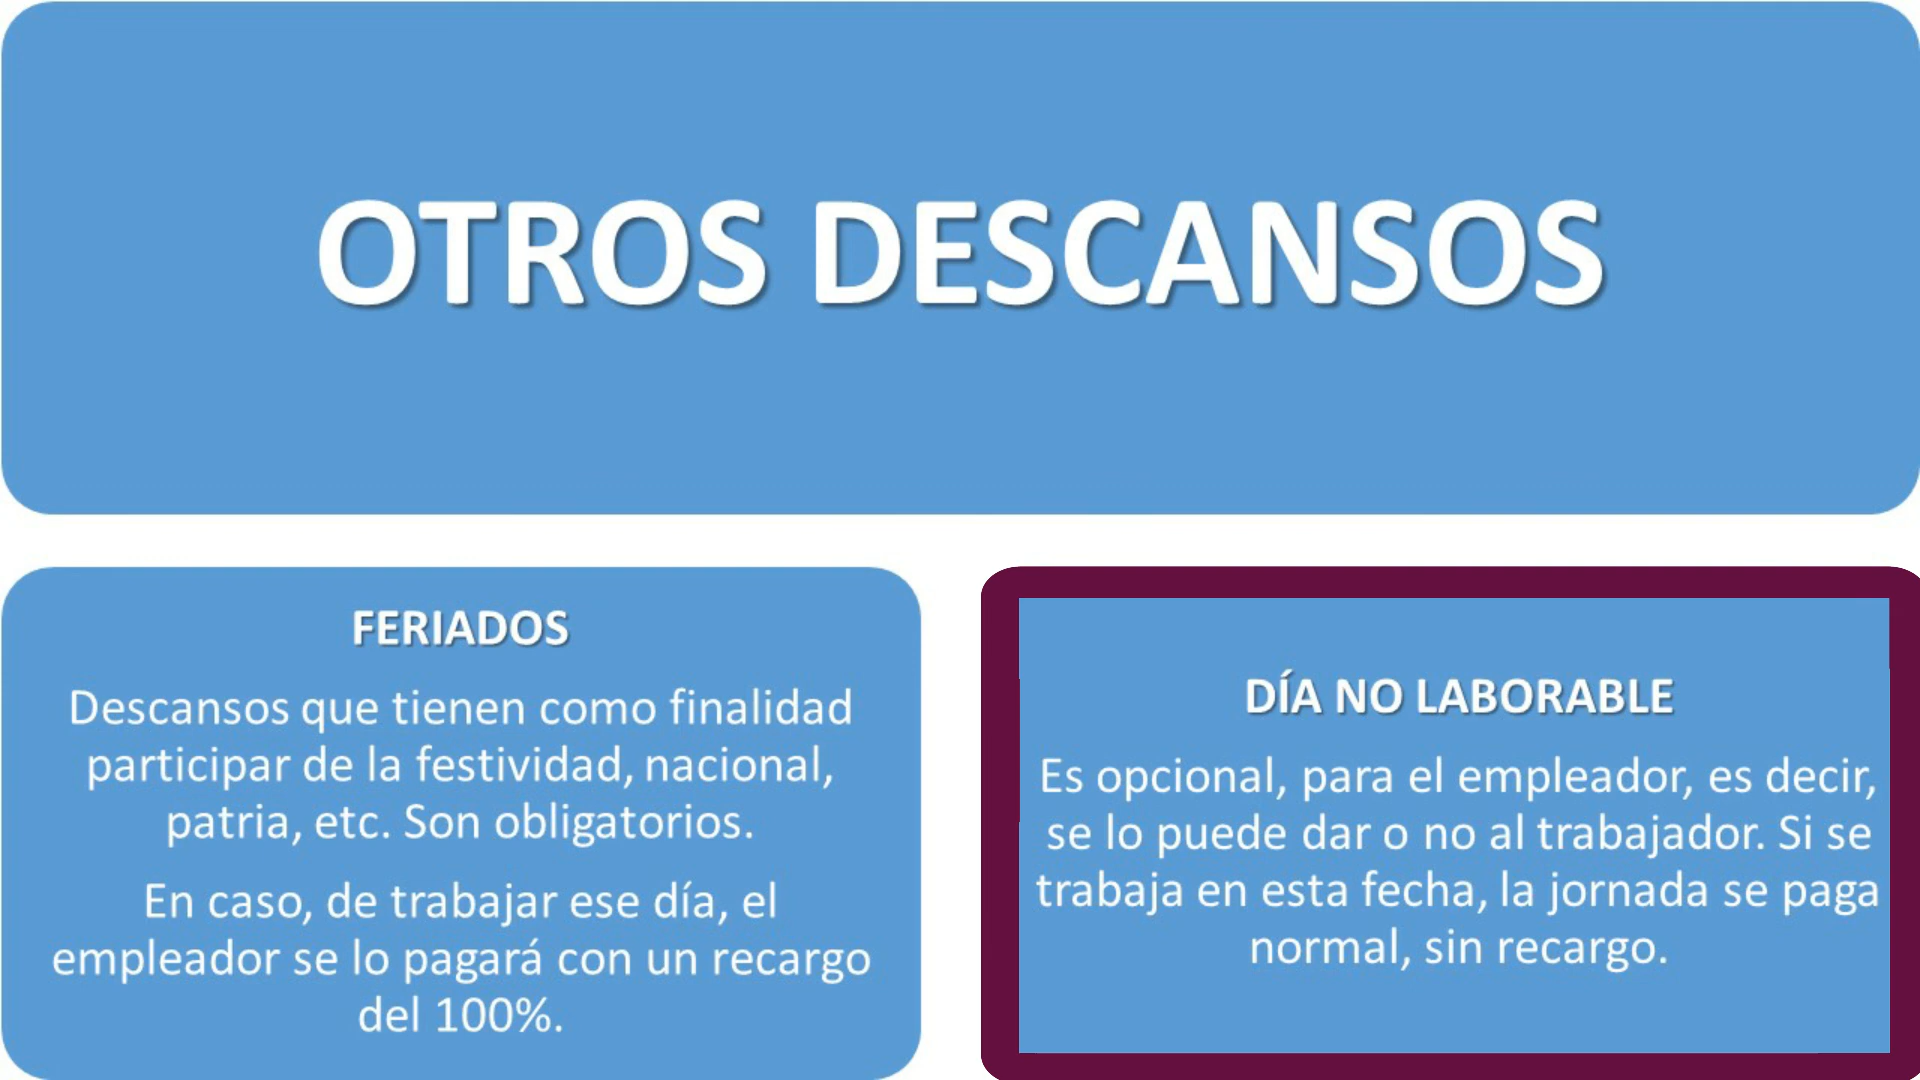 OTROS DESCANSOS
FERIADOS
Descansos que tienen como finalidad
participar de la festividad, nacional,
patria, etc. Son obligatorios.
En caso, de trabajar ese día, el
empleador se lo pagará con un recargo
del 100%.
DÍA NO LABORABLE
Es opcional, para el empleador, es decir,
se lo puede dar o no al trabajador. Si se
trabaja en esta fecha, la jornada se paga
normal, sin recargo.